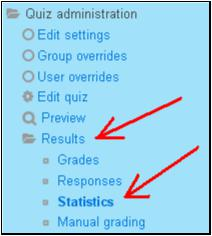 Quiz administration
Edit settings
Group overrides
User overrides
Edit quiz
Preview
Results
Grades
Responses
Statistics
Manual grading